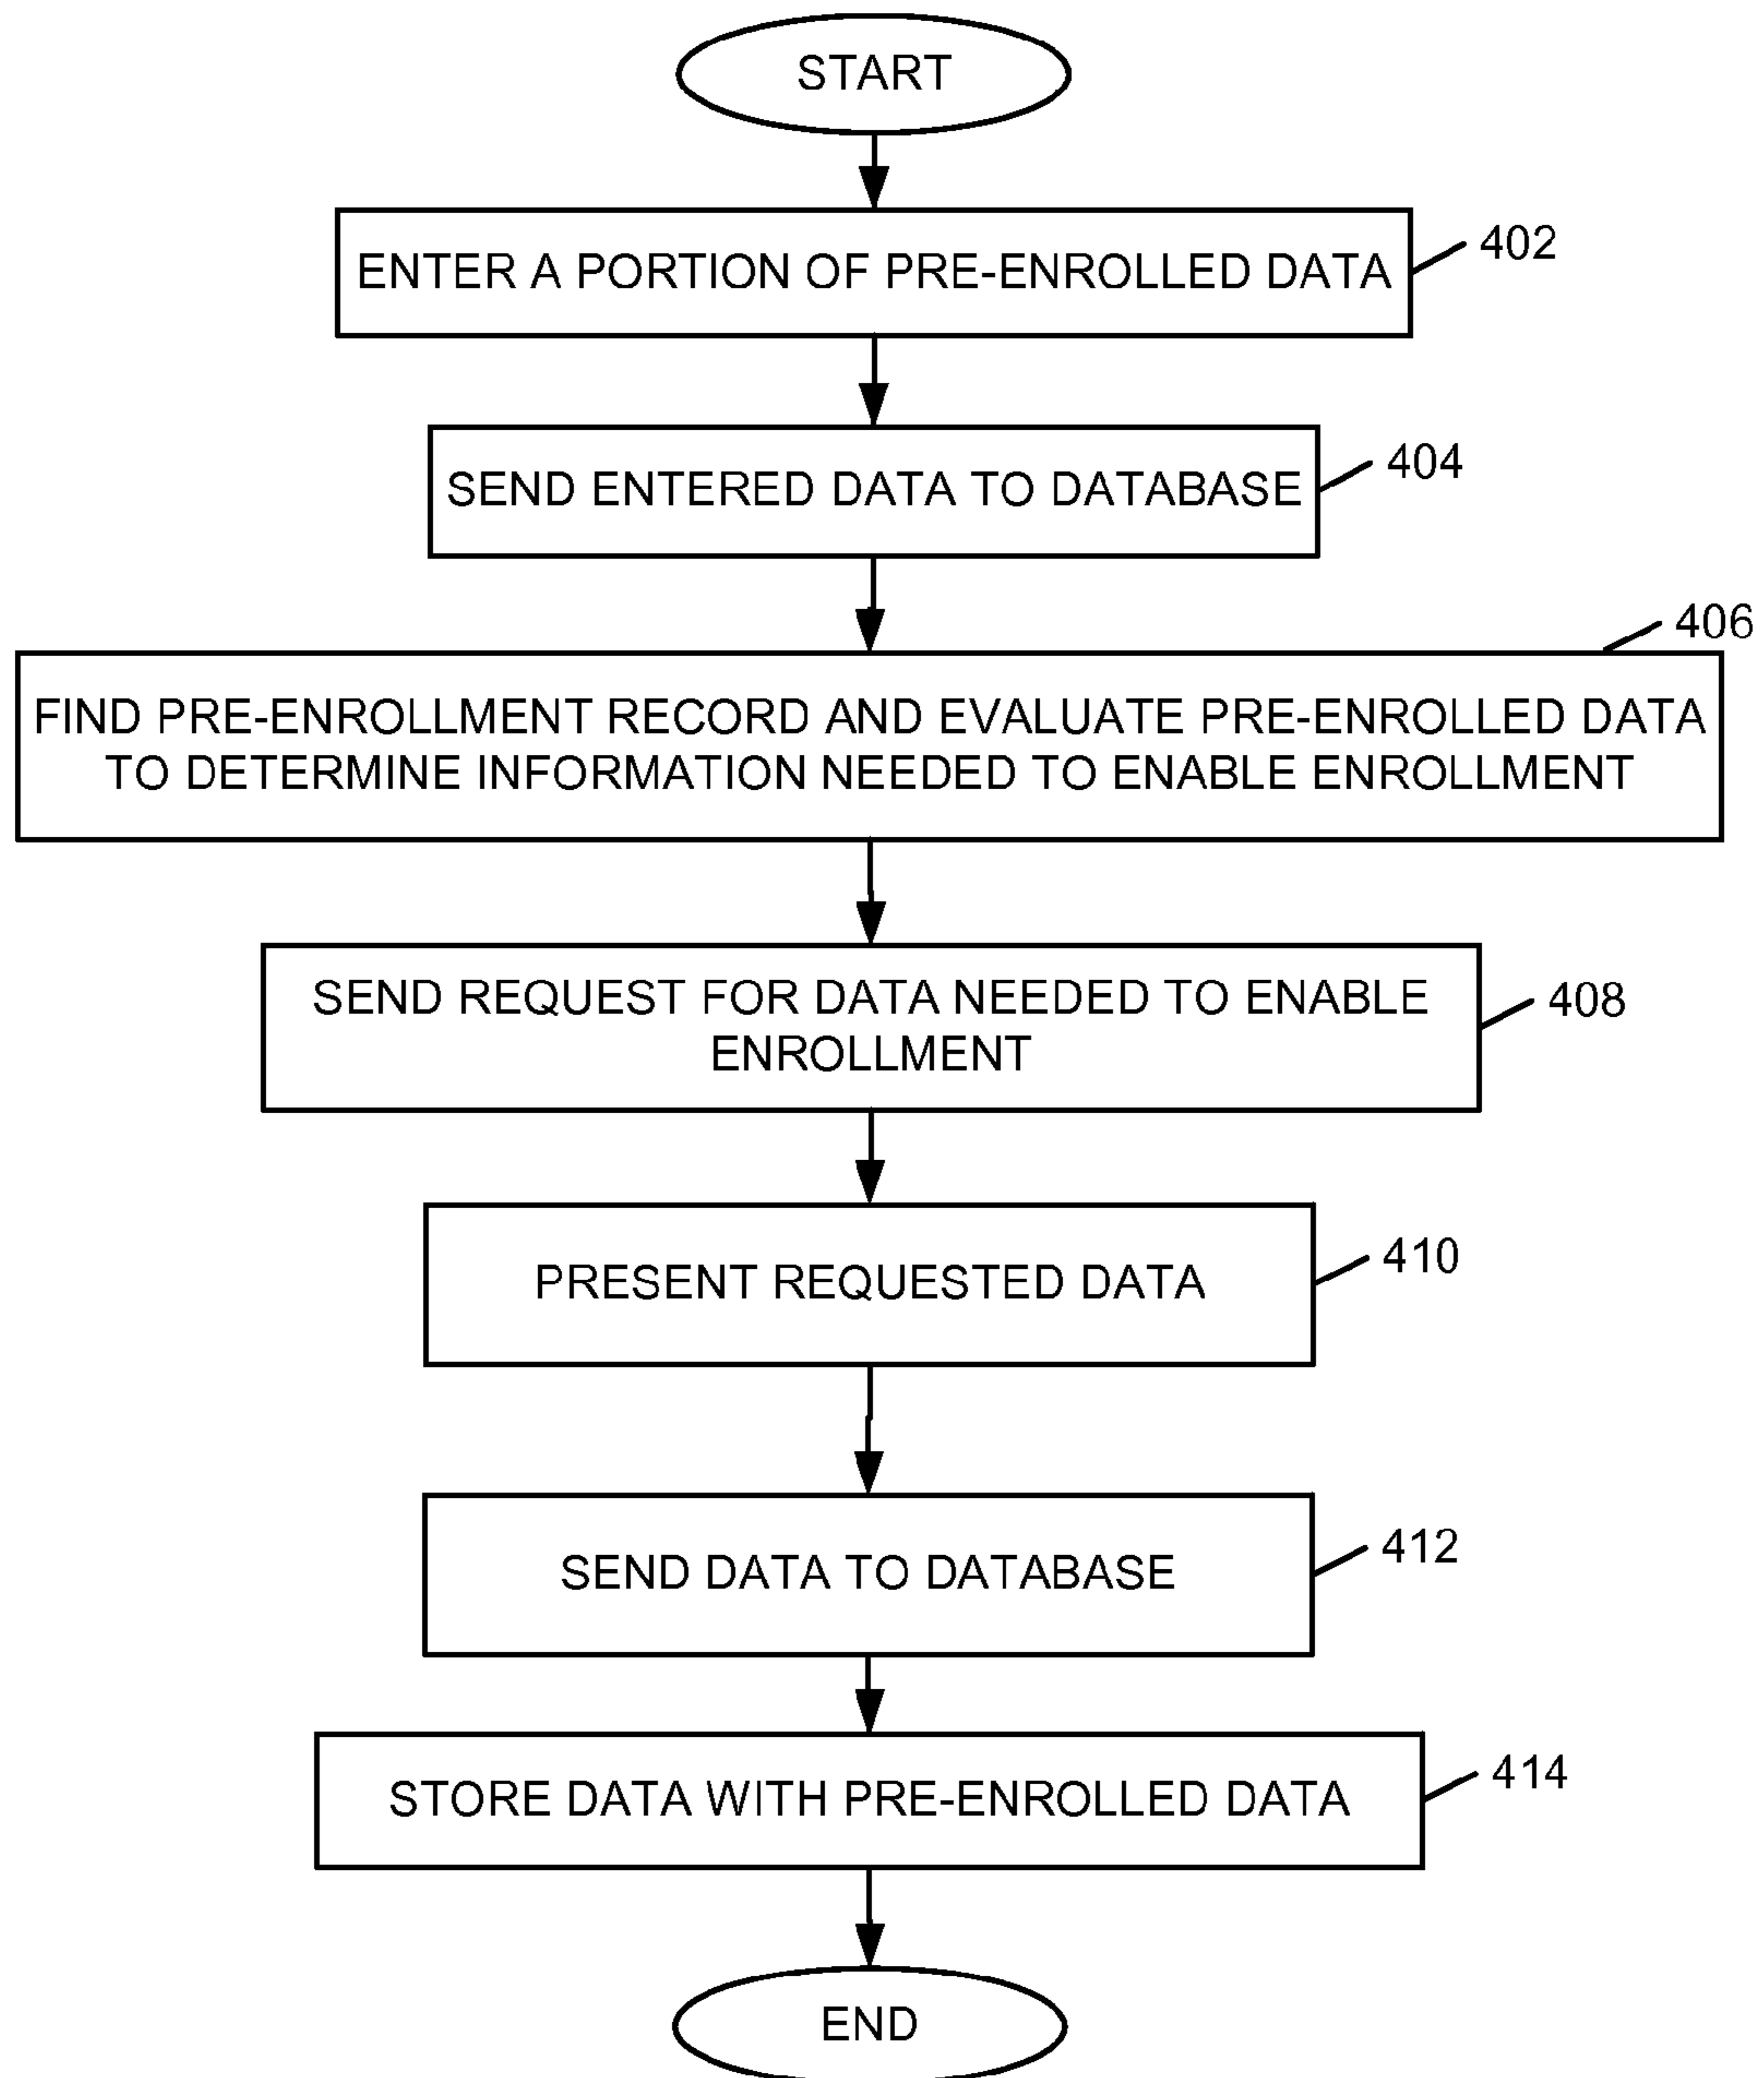 START
ENTER A PORTION OF PRE-ENROLLED DATA
402
SEND ENTERED DATA TO DATABASE
404
406
FIND PRE-ENROLLMENT RECORD AND EVALUATE PRE-ENROLLED DATA
TO DETERMINE INFORMATION NEEDED TO ENABLE ENROLLMENT
SEND REQUEST FOR DATA NEEDED TO ENABLE
ENROLLMENT
408
PRESENT REQUESTED DATA
410
SEND DATA TO DATABASE
412
STORE DATA WITH PRE-ENROLLED DATA
414
END